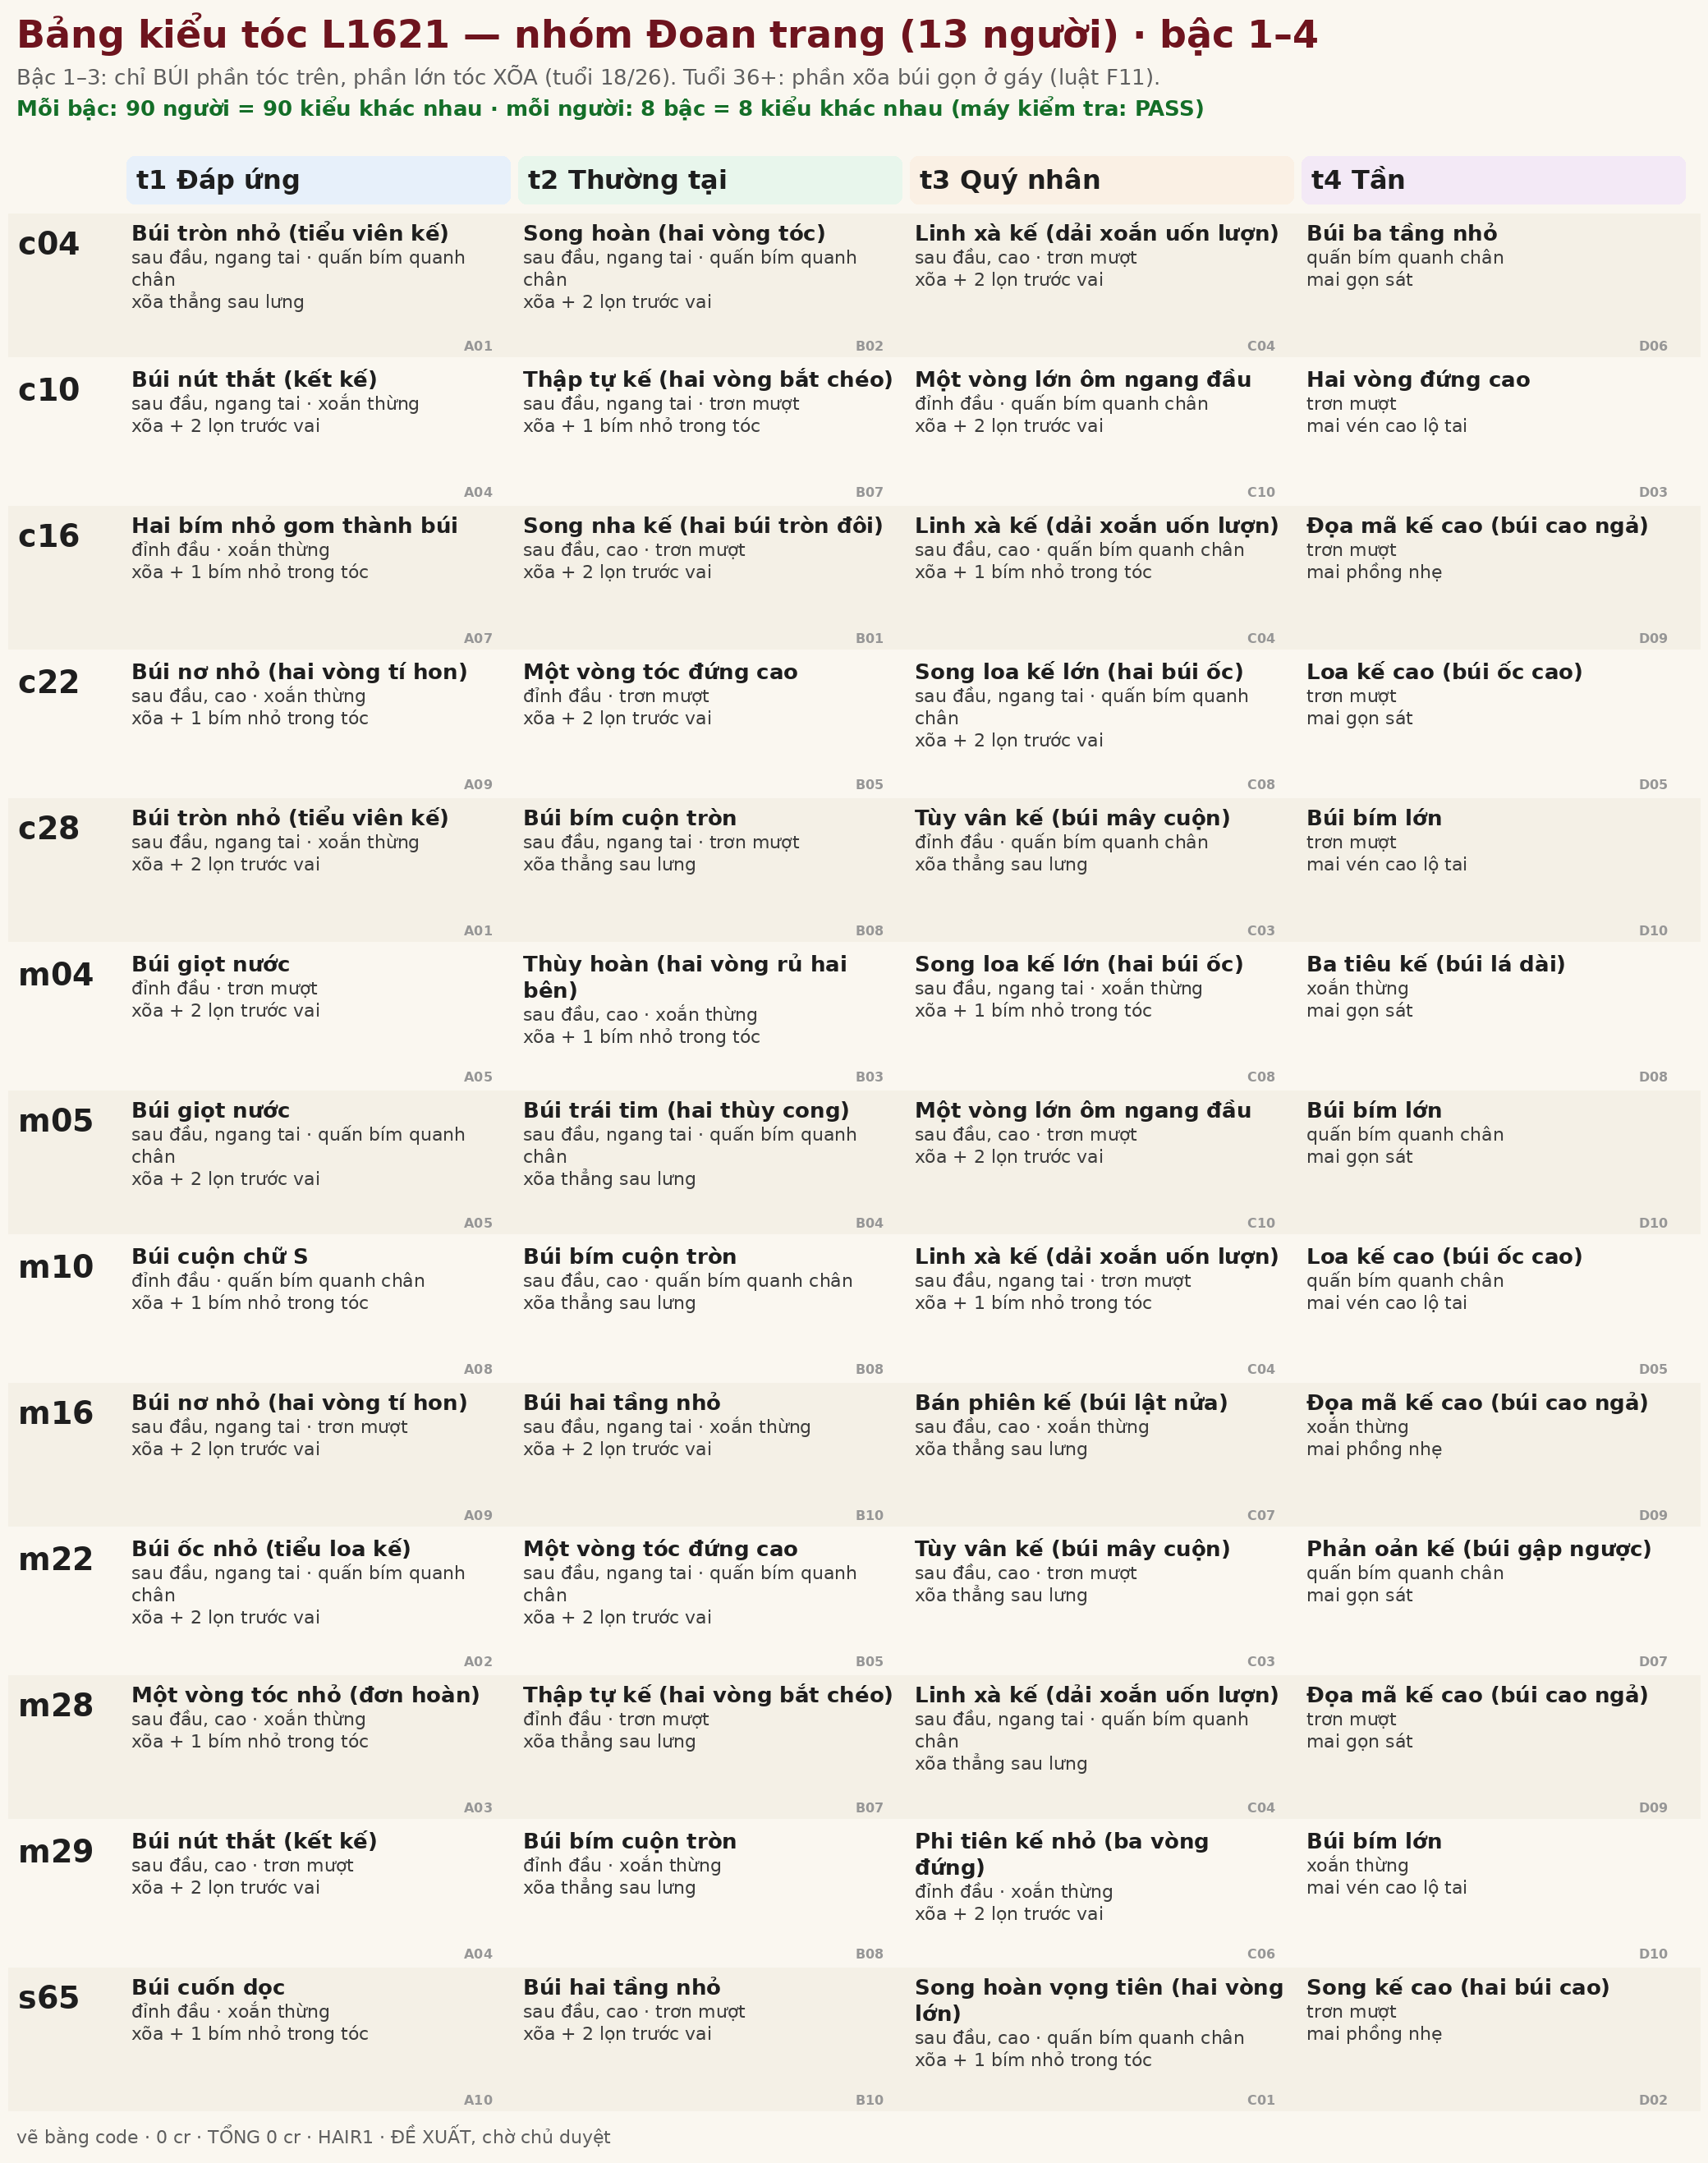 Bảng kiểu tóc L1621 — nhóm Đoan trang (13 người) · bậc 1–4
Bậc 1–3: chỉ BÚI phần tóc trên, phần lớn tóc XÕA (tuổi 18/26). Tuổi 36+: phần xõa búi gọn ở gáy (luật F11).
Mỗi bậc: 90 người = 90 kiểu khác nhau · mỗi người: 8 bậc = 8 kiểu khác nhau (máy kiểm tra: PASS)
t1 Đáp ứng
t2 Thường tại
t3 Quý nhân
t4 Tần
c04
Búi tròn nhỏ (tiểu viên kế)
sau đầu, ngang tai · quấn bím quanh
chân
xõa thẳng sau lưng
A01
Song hoàn (hai vòng tóc)
sau đầu, ngang tai · quấn bím quanh
chân
xõa + 2 lọn trước vai
B02
Linh xà kế (dải xoắn uốn lượn)
sau đầu, cao · trơn mượt
xõa + 2 lọn trước vai
C04
Búi ba tầng nhỏ
quấn bím quanh chân
mai gọn sát
D06
c10
Búi nút thắt (kết kế)
sau đầu, ngang tai · xoắn thừng
xõa + 2 lọn trước vai
A04
Thập tự kế (hai vòng bắt chéo)
sau đầu, ngang tai · trơn mượt
xõa + 1 bím nhỏ trong tóc
B07
Một vòng lớn ôm ngang đầu
đỉnh đầu · quấn bím quanh chân
xõa + 2 lọn trước vai
C10
Hai vòng đứng cao
trơn mượt
mai vén cao lộ tai
D03
c16
Hai bím nhỏ gom thành búi
đỉnh đầu · xoắn thừng
xõa + 1 bím nhỏ trong tóc
A07
Song nha kế (hai búi tròn đôi)
sau đầu, cao · trơn mượt
xõa + 2 lọn trước vai
B01
Linh xà kế (dải xoắn uốn lượn)
sau đầu, cao · quấn bím quanh chân
xõa + 1 bím nhỏ trong tóc
C04
Đọa mã kế cao (búi cao ngả)
trơn mượt
mai phồng nhẹ
D09
c22
Búi nơ nhỏ (hai vòng tí hon)
sau đầu, cao · xoắn thừng
xõa + 1 bím nhỏ trong tóc
A09
Một vòng tóc đứng cao
đỉnh đầu · trơn mượt
xõa + 2 lọn trước vai
B05
Song loa kế lớn (hai búi ốc)
sau đầu, ngang tai · quấn bím quanh
chân
xõa + 2 lọn trước vai
C08
Loa kế cao (búi ốc cao)
trơn mượt
mai gọn sát
D05
c28
Búi tròn nhỏ (tiểu viên kế)
sau đầu, ngang tai · xoắn thừng
xõa + 2 lọn trước vai
A01
Búi bím cuộn tròn
sau đầu, ngang tai · trơn mượt
xõa thẳng sau lưng
B08
Tùy vân kế (búi mây cuộn)
đỉnh đầu · quấn bím quanh chân
xõa thẳng sau lưng
C03
Búi bím lớn
trơn mượt
mai vén cao lộ tai
D10
m04
Búi giọt nước
đỉnh đầu · trơn mượt
xõa + 2 lọn trước vai
A05
Thùy hoàn (hai vòng rủ hai
bên)
sau đầu, cao · xoắn thừng
xõa + 1 bím nhỏ trong tóc
B03
Song loa kế lớn (hai búi ốc)
sau đầu, ngang tai · xoắn thừng
xõa + 1 bím nhỏ trong tóc
C08
Ba tiêu kế (búi lá dài)
xoắn thừng
mai gọn sát
D08
m05
Búi giọt nước
sau đầu, ngang tai · quấn bím quanh
chân
xõa + 2 lọn trước vai
A05
Búi trái tim (hai thùy cong)
sau đầu, ngang tai · quấn bím quanh
chân
xõa thẳng sau lưng
B04
Một vòng lớn ôm ngang đầu
sau đầu, cao · trơn mượt
xõa + 2 lọn trước vai
C10
Búi bím lớn
quấn bím quanh chân
mai gọn sát
D10
m10
Búi cuộn chữ S
đỉnh đầu · quấn bím quanh chân
xõa + 1 bím nhỏ trong tóc
A08
Búi bím cuộn tròn
sau đầu, cao · quấn bím quanh chân
xõa thẳng sau lưng
B08
Linh xà kế (dải xoắn uốn lượn)
sau đầu, ngang tai · trơn mượt
xõa + 1 bím nhỏ trong tóc
C04
Loa kế cao (búi ốc cao)
quấn bím quanh chân
mai vén cao lộ tai
D05
m16
Búi nơ nhỏ (hai vòng tí hon)
sau đầu, ngang tai · trơn mượt
xõa + 2 lọn trước vai
A09
Búi hai tầng nhỏ
sau đầu, ngang tai · xoắn thừng
xõa + 2 lọn trước vai
B10
Bán phiên kế (búi lật nửa)
sau đầu, cao · xoắn thừng
xõa thẳng sau lưng
C07
Đọa mã kế cao (búi cao ngả)
xoắn thừng
mai phồng nhẹ
D09
m22
Búi ốc nhỏ (tiểu loa kế)
sau đầu, ngang tai · quấn bím quanh
chân
xõa + 2 lọn trước vai
A02
Một vòng tóc đứng cao
sau đầu, ngang tai · quấn bím quanh
chân
xõa + 2 lọn trước vai
B05
Tùy vân kế (búi mây cuộn)
sau đầu, cao · trơn mượt
xõa thẳng sau lưng
C03
Phản oản kế (búi gập ngược)
quấn bím quanh chân
mai gọn sát
D07
m28
Một vòng tóc nhỏ (đơn hoàn)
sau đầu, cao · xoắn thừng
xõa + 1 bím nhỏ trong tóc
A03
Thập tự kế (hai vòng bắt chéo)
đỉnh đầu · trơn mượt
xõa thẳng sau lưng
B07
Linh xà kế (dải xoắn uốn lượn)
sau đầu, ngang tai · quấn bím quanh
chân
xõa thẳng sau lưng
C04
Đọa mã kế cao (búi cao ngả)
trơn mượt
mai gọn sát
D09
m29
Búi nút thắt (kết kế)
sau đầu, cao · trơn mượt
xõa + 2 lọn trước vai
A04
Búi bím cuộn tròn
đỉnh đầu · xoắn thừng
xõa thẳng sau lưng
B08
Phi tiên kế nhỏ (ba vòng
đứng)
đỉnh đầu · xoắn thừng
xõa + 2 lọn trước vai
C06
Búi bím lớn
xoắn thừng
mai vén cao lộ tai
D10
s65
Búi cuốn dọc
đỉnh đầu · xoắn thừng
xõa + 1 bím nhỏ trong tóc
A10
Búi hai tầng nhỏ
sau đầu, cao · trơn mượt
xõa + 2 lọn trước vai
B10
Song hoàn vọng tiên (hai vòng
lớn)
sau đầu, cao · quấn bím quanh chân
xõa + 1 bím nhỏ trong tóc
C01
Song kế cao (hai búi cao)
trơn mượt
mai phồng nhẹ
D02
vẽ bằng code · 0 cr · TỔNG 0 cr · HAIR1 · ĐỀ XUẤT, chờ chủ duyệt